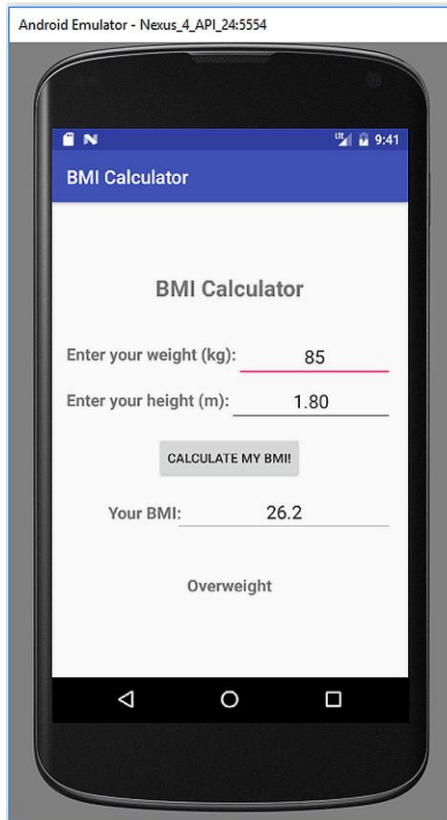 Android Emulator - Nexus_4_API_24:5554
LTE 9:41
BMI Calculator
BMI Calculator
Enter your weight (kg): 85
Enter your height (m): 1.80
CALCULATE MY BMI!
Your BMI: 26.2
Overweight